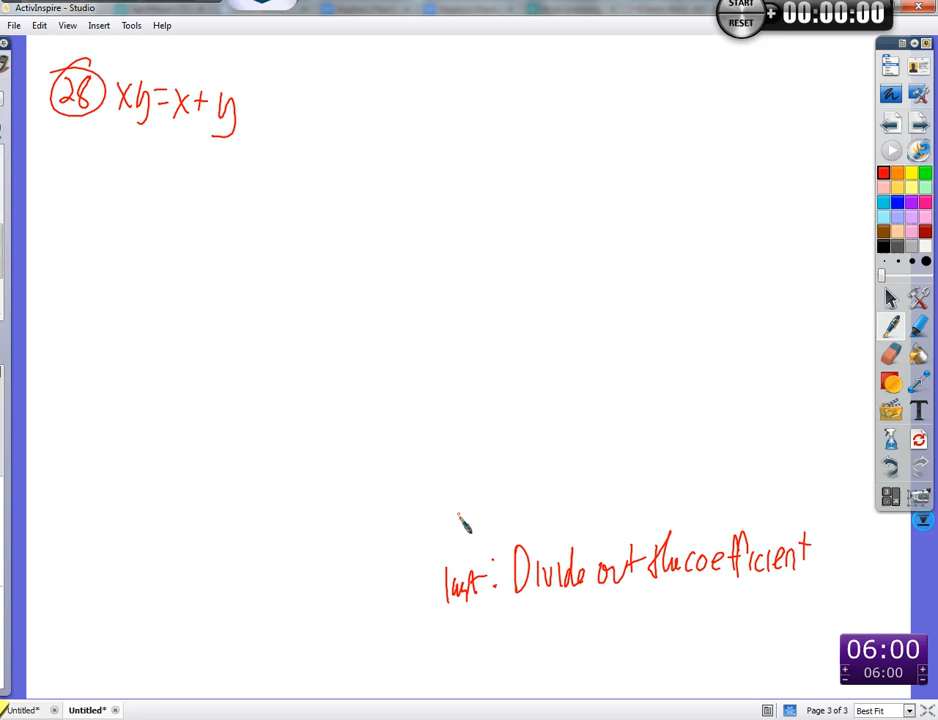 ActivInspire - Studio
START
RESET
00:00:00
File Edit View Insert Tools Help
28 xy=x+y
last: Divide out the coefficient
06:00
06:00
Untitled* Untitled* Page 3 of 3 Best Fit